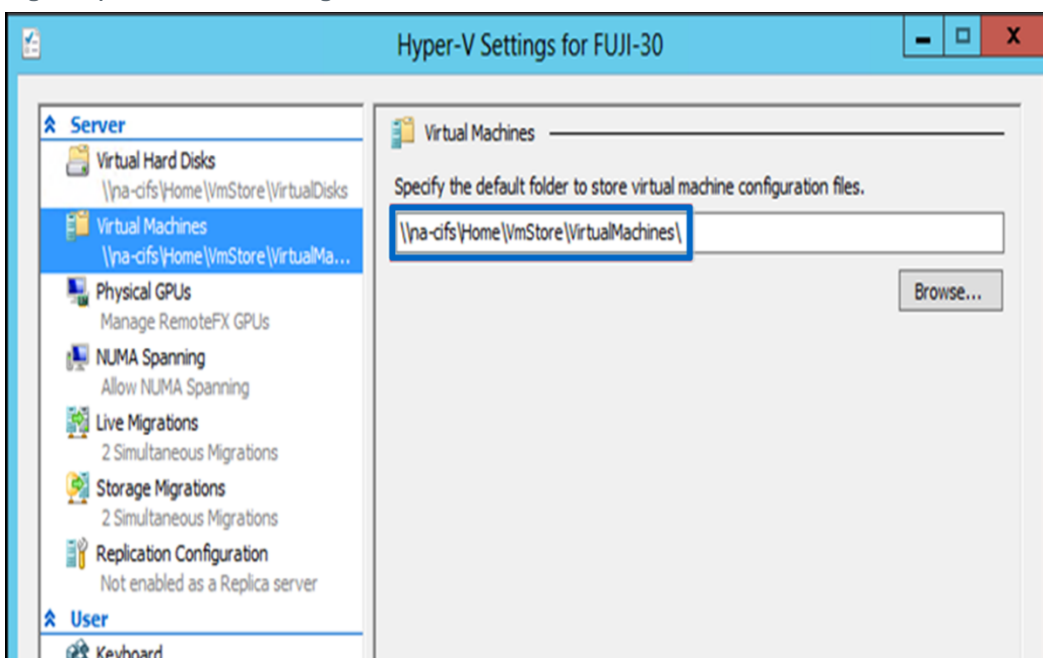 Hyper-V Settings for FUJI-30
Server
Virtual Hard Disks
\\na-cifs\Home\VmStore\VirtualDisks
Virtual Machines
\\na-cifs\Home\VmStore\VirtualMa...
Physical GPUs
Manage RemoteFX GPUs
NUMA Spanning
Allow NUMA Spanning
Live Migrations
2 Simultaneous Migrations
Storage Migrations
2 Simultaneous Migrations
Replication Configuration
Not enabled as a Replica server
User
Keyboard
Virtual Machines
Specify the default folder to store virtual machine configuration files.
\\na-cifs\Home\VmStore\VirtualMachines\
Browse...